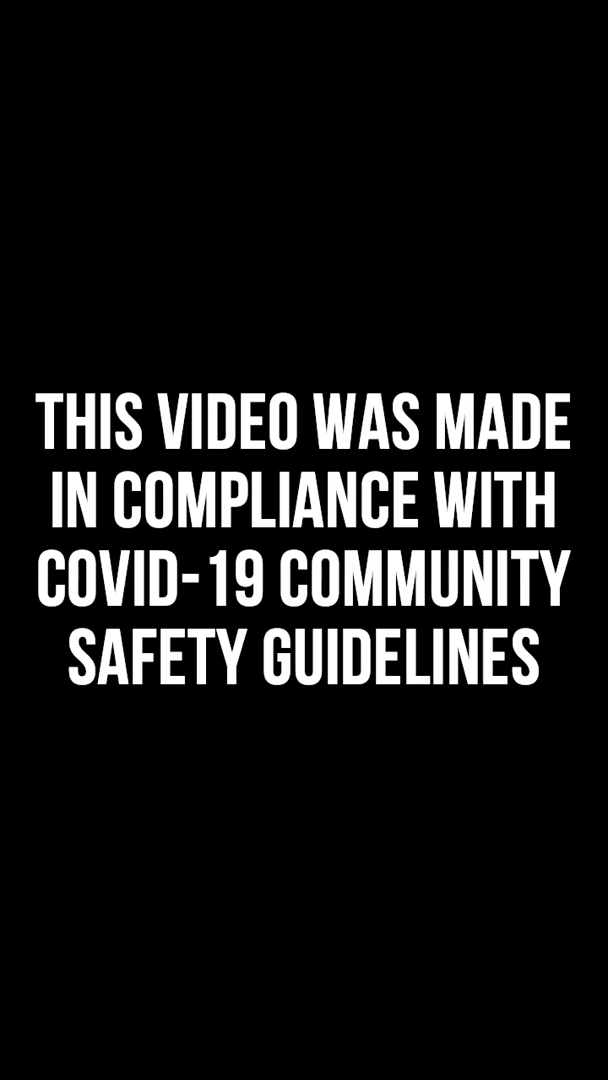 THIS VIDEO WAS MADE
IN COMPLIANCE WITH
COVID-19 COMMUNITY
SAFETY GUIDELINES